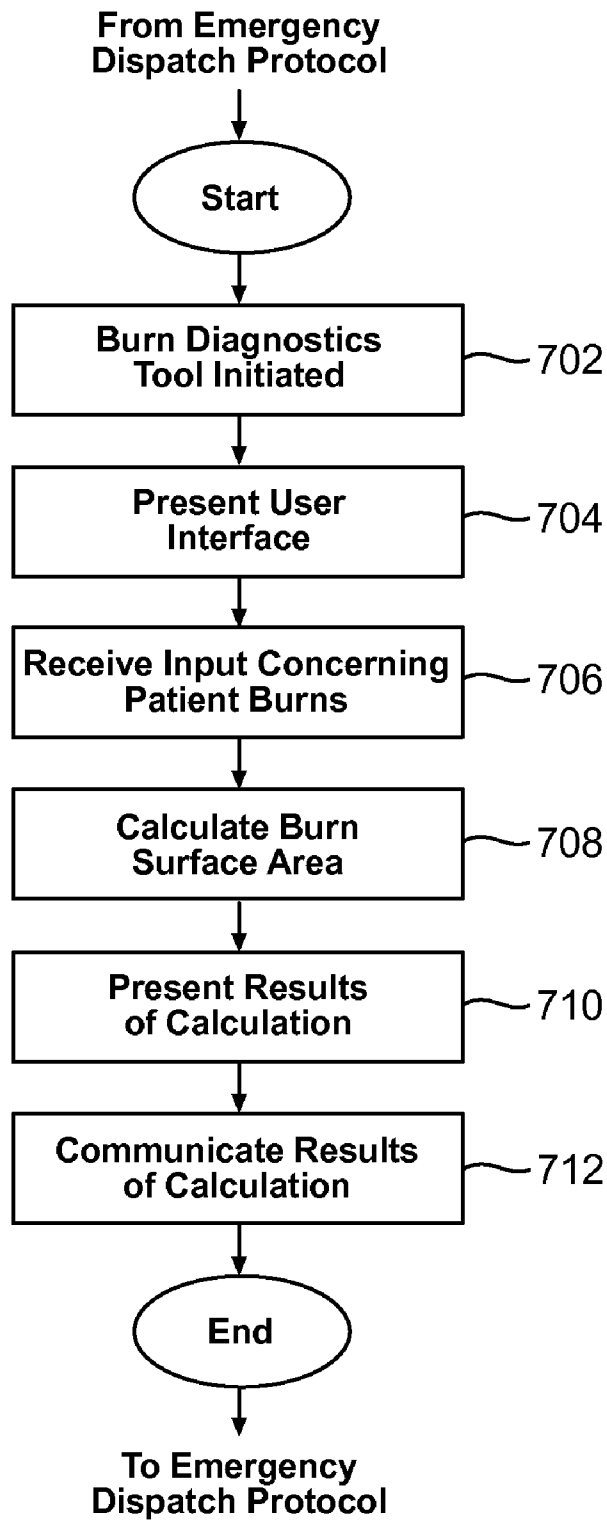 From Emergency
Dispatch Protocol
Start
Burn Diagnostics
Tool Initiated
702
Present User
Interface
704
Receive Input Concerning
Patient Burns
706
Calculate Burn
Surface Area
708
Present Results
of Calculation
710
Communicate Results
of Calculation
712
End
To Emergency
Dispatch Protocol